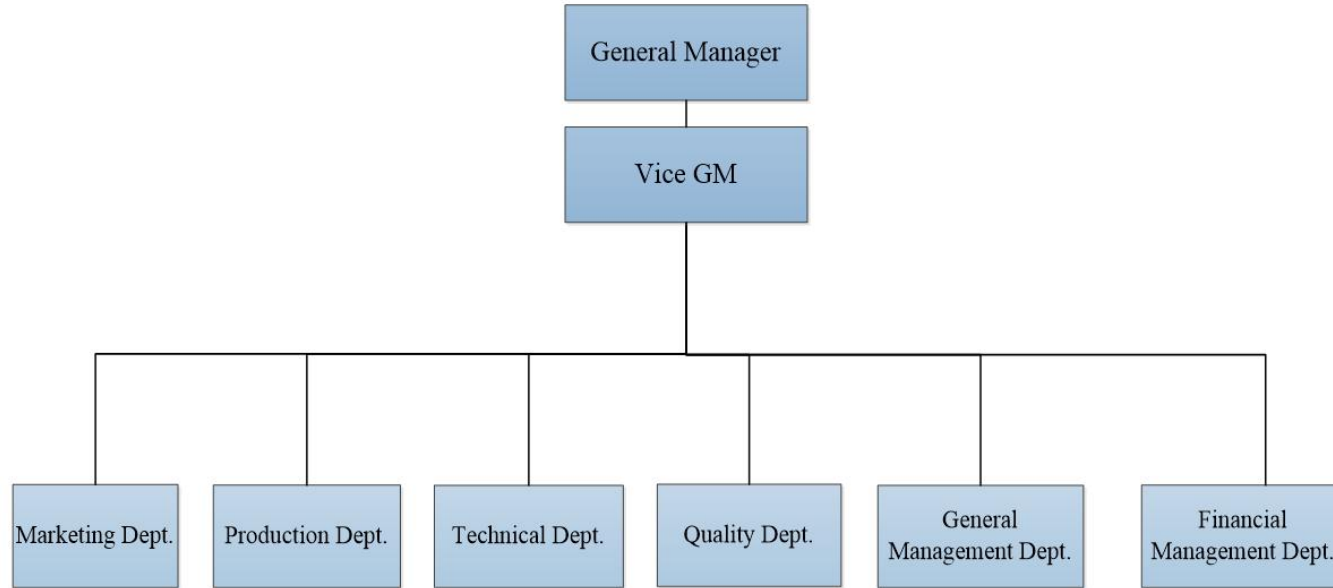 General Manager
Vice GM
Marketing Dept.
Production Dept.
Technical Dept.
Quality Dept.
General
Management Dept.
Financial
Management Dept.